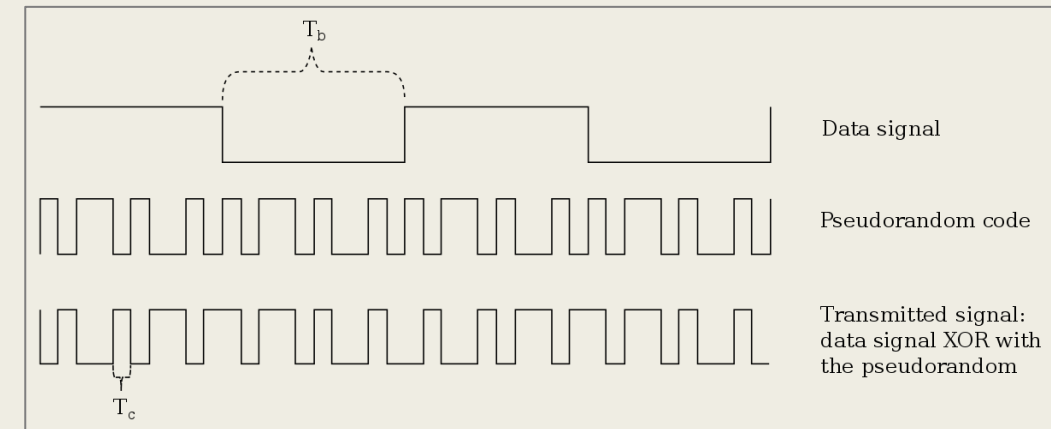 T_b
Data signal
Pseudorandom code
Transmitted signal:
data signal XOR with
the pseudorandom
T_c